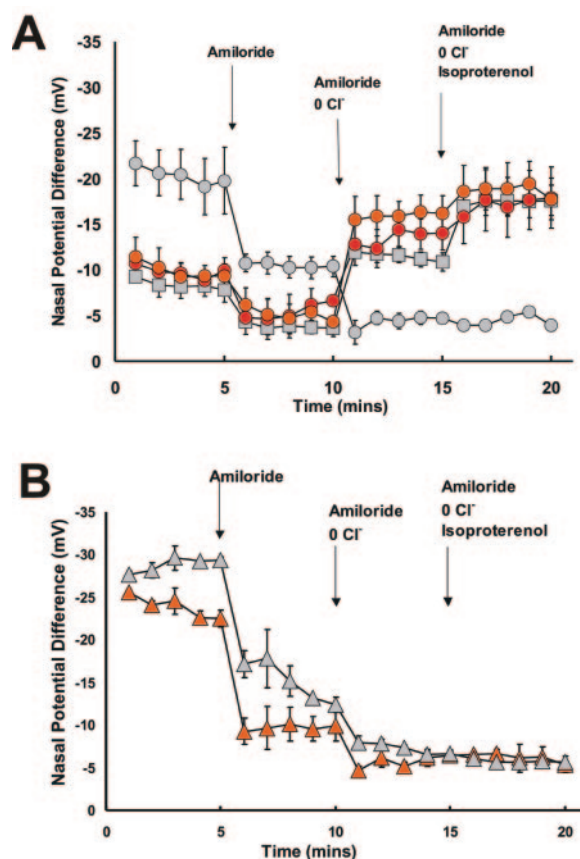 A
Amiloride
Amiloride
0 Cl⁻
Amiloride
0 Cl⁻
Isoproterenol
Nasal Potential Difference (mV)
-35
-30
-25
-20
-15
-10
-5
0
0 5 10 15 20
Time (mins)
B
Amiloride
Amiloride
0 Cl⁻
Amiloride
0 Cl⁻
Isoproterenol
Nasal Potential Difference (mV)
-35
-30
-25
-20
-15
-10
-5
0
0 5 10 15 20
Time (mins)